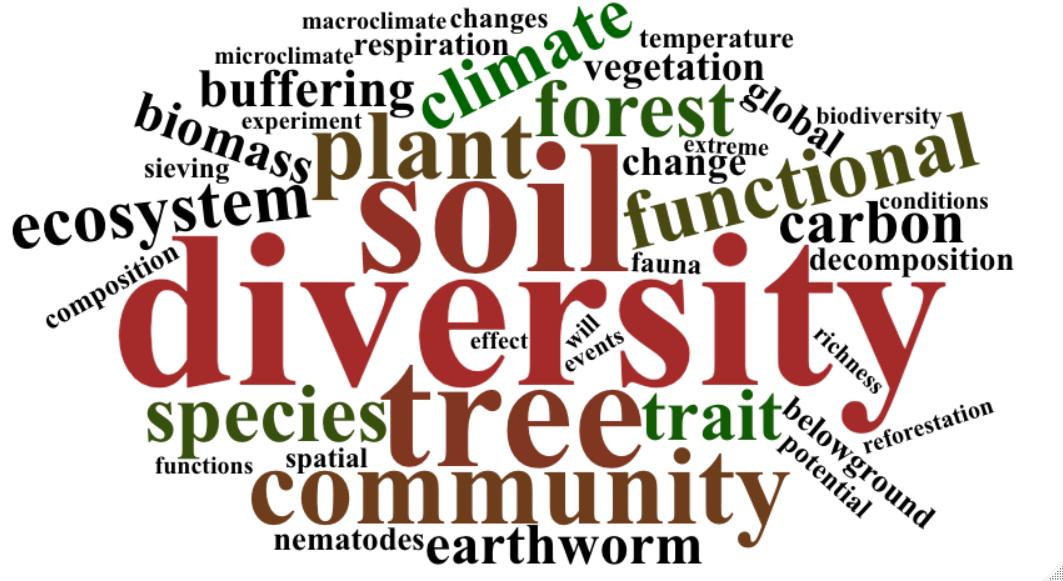 macroclimate changes
microclimate respiration climate temperature
buffering vegetation
biomass experiment plant forest global biodiversity
sieving soil change extreme functional
ecosystem carbon conditions
composition fauna decomposition
diversity
effect will events richness
species tree trait belowground reforestation
functions spatial potential
community
nematodes earthworm